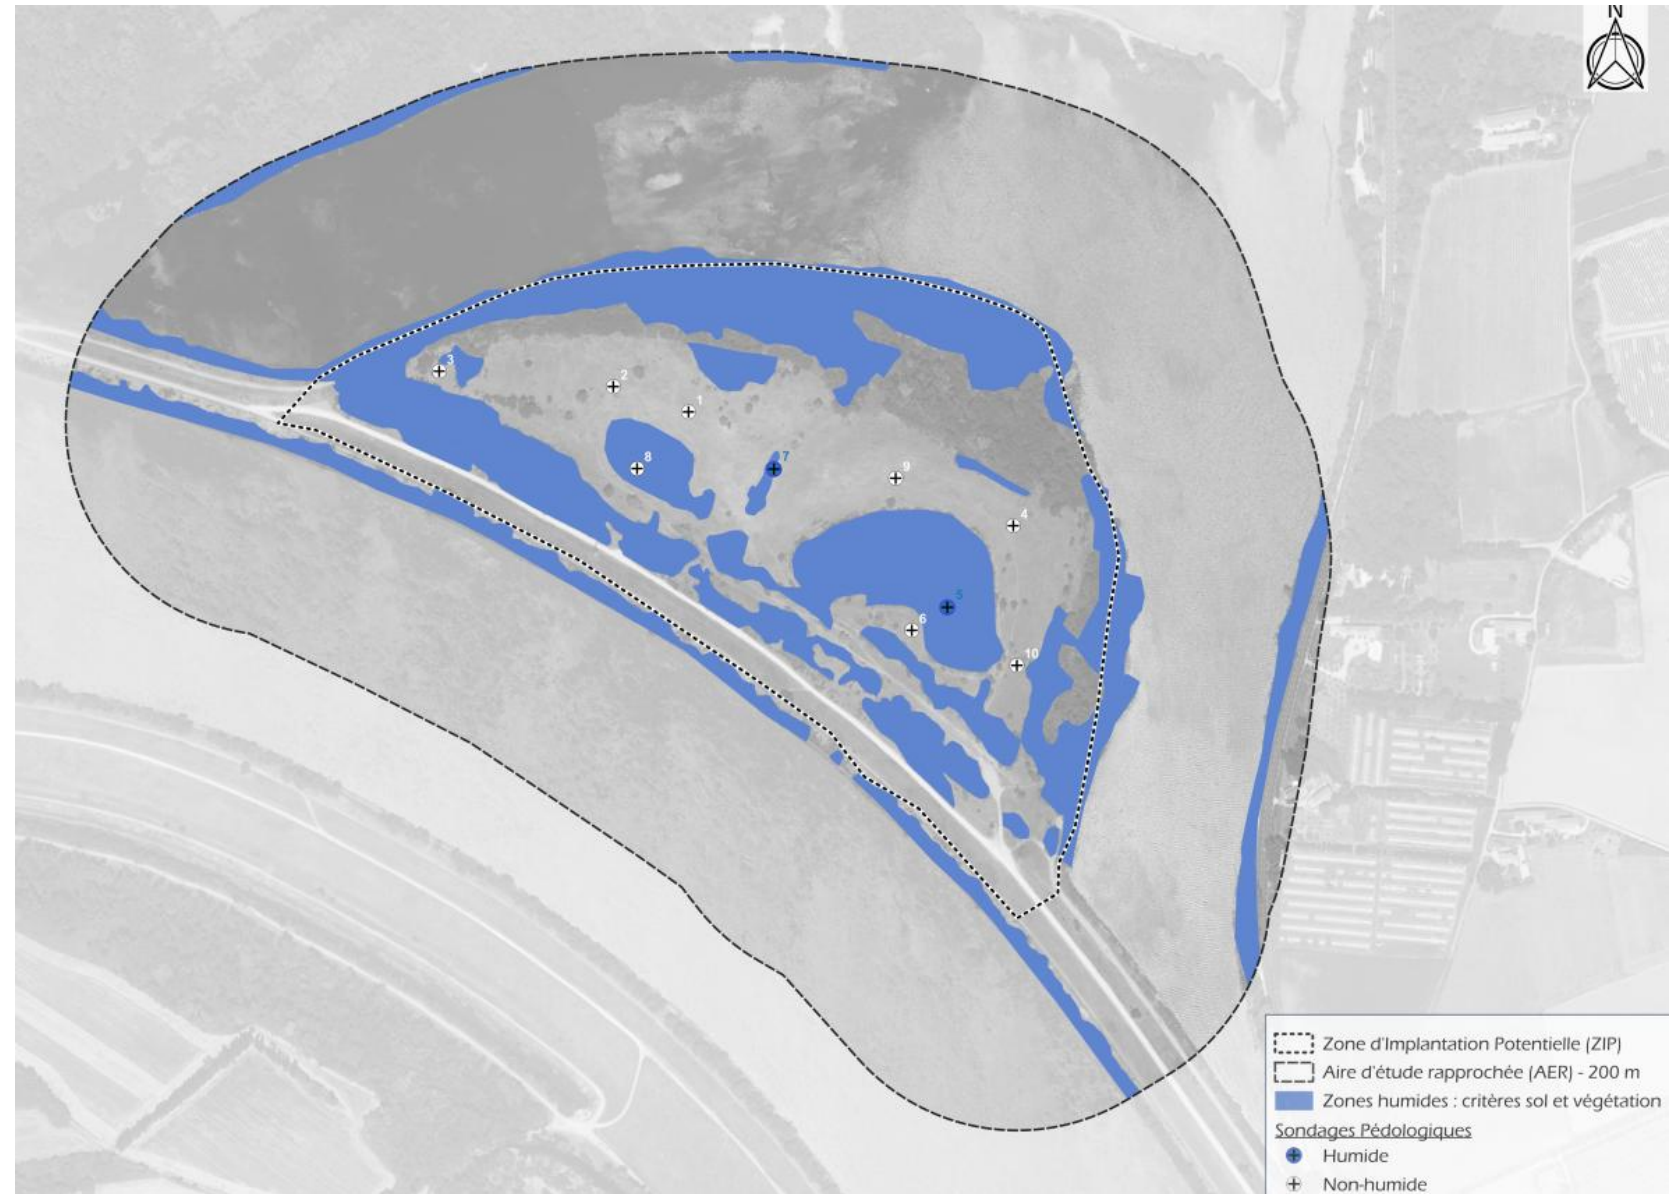 N
3
2
1
8
7
9
4
5
6
10
Zone d'Implantation Potentielle (ZIP)
Aire d'étude rapprochée (AER) - 200 m
Zones humides : critères sol et végétation
Sondages Pédologiques
Humide
Non-humide